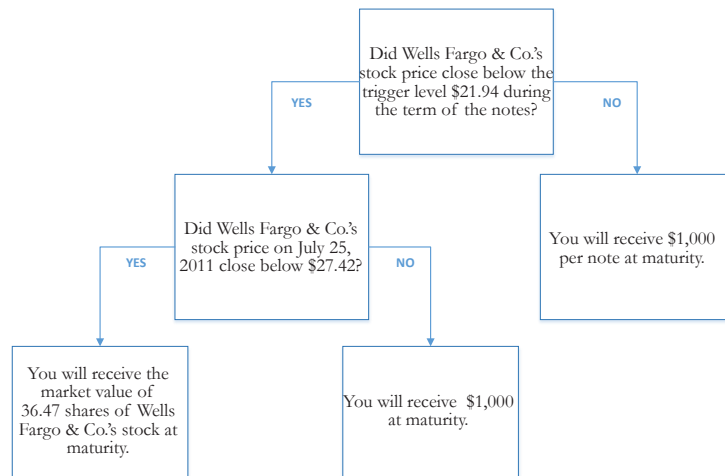 Did Wells Fargo & Co.'s
stock price close below the
trigger level $21.94 during
the term of the notes?
YES
NO
Did Wells Fargo & Co.'s
stock price on July 25,
2011 close below $27.42?
You will receive $1,000
per note at maturity.
YES
NO
You will receive the
market value of
36.47 shares of Wells
Fargo & Co.'s stock at
maturity.
You will receive $1,000
at maturity.